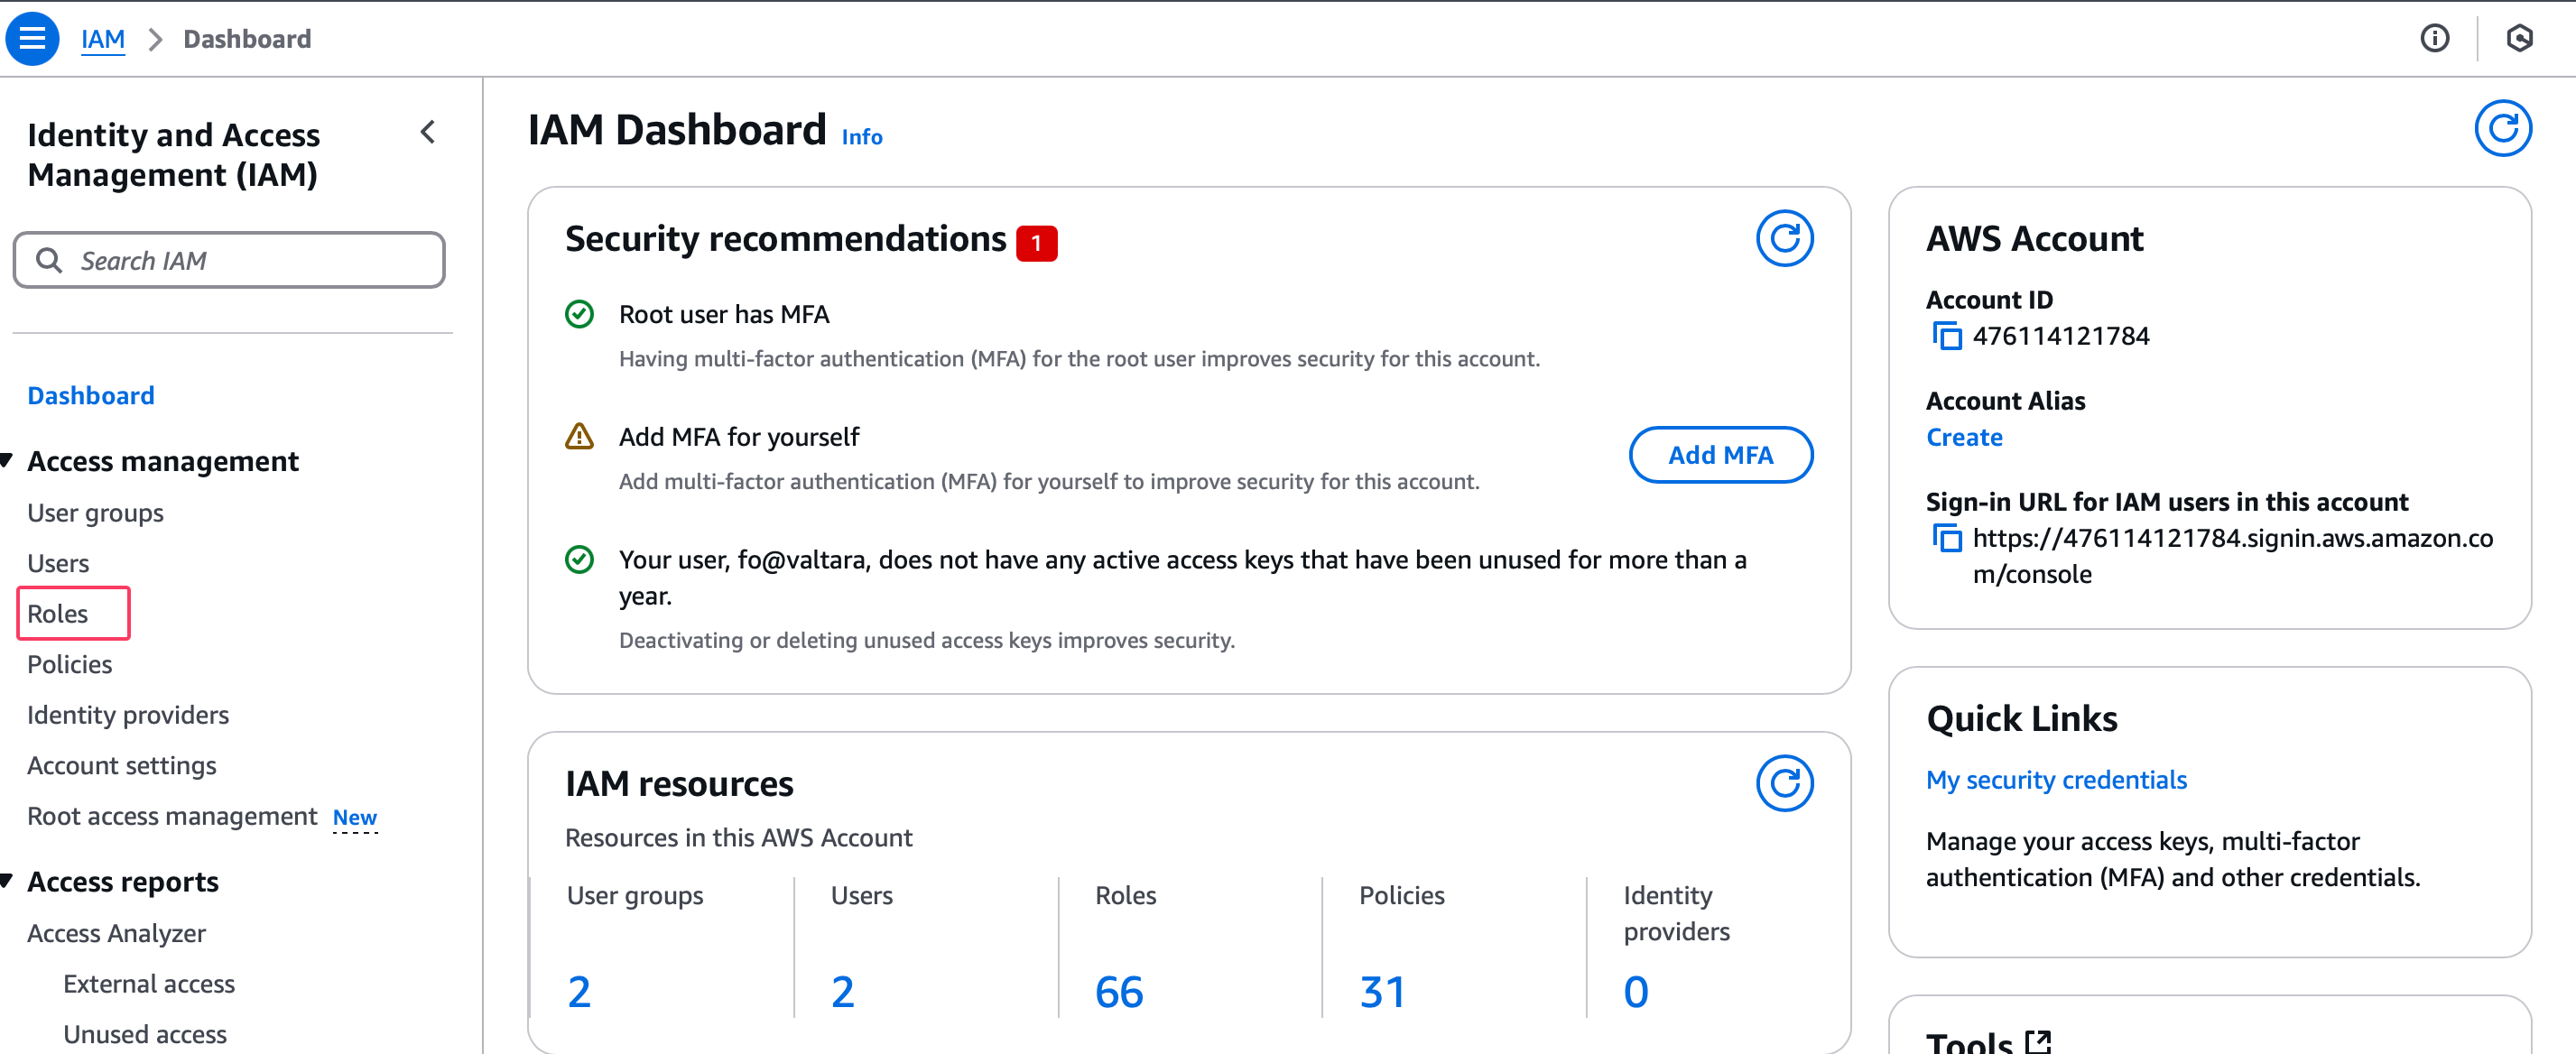 IAM > Dashboard
Identity and Access
Management (IAM)
Search IAM
Dashboard
Access management
User groups
Users
Roles
Policies
Identity providers
Account settings
Root access management New
Access reports
Access Analyzer
External access
Unused access
IAM Dashboard Info
Security recommendations 1
Root user has MFA
Having multi-factor authentication (MFA) for the root user improves security for this account.
Add MFA for yourself
Add multi-factor authentication (MFA) for yourself to improve security for this account.
Add MFA
Your user, fo@valtara, does not have any active access keys that have been unused for more than a
year.
Deactivating or deleting unused access keys improves security.
IAM resources
Resources in this AWS Account
User groups
2
Users
2
Roles
66
Policies
31
Identity
providers
0
AWS Account
Account ID
476114121784
Account Alias
Create
Sign-in URL for IAM users in this account
https://476114121784.signin.aws.amazon.co
m/console
Quick Links
My security credentials
Manage your access keys, multi-factor
authentication (MFA) and other credentials.
Tools